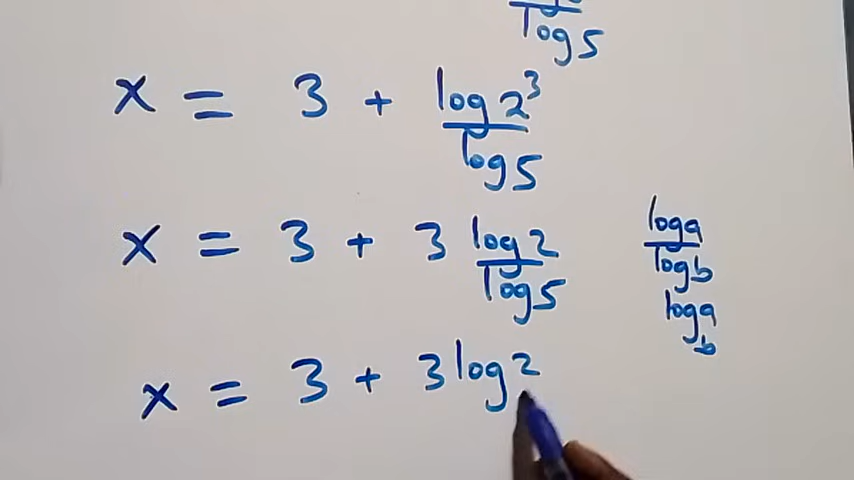 log5
x = 3 + log2³
log5
x = 3 + 3 log2
log5
loga
logb
loga
b
x = 3 + 3log2